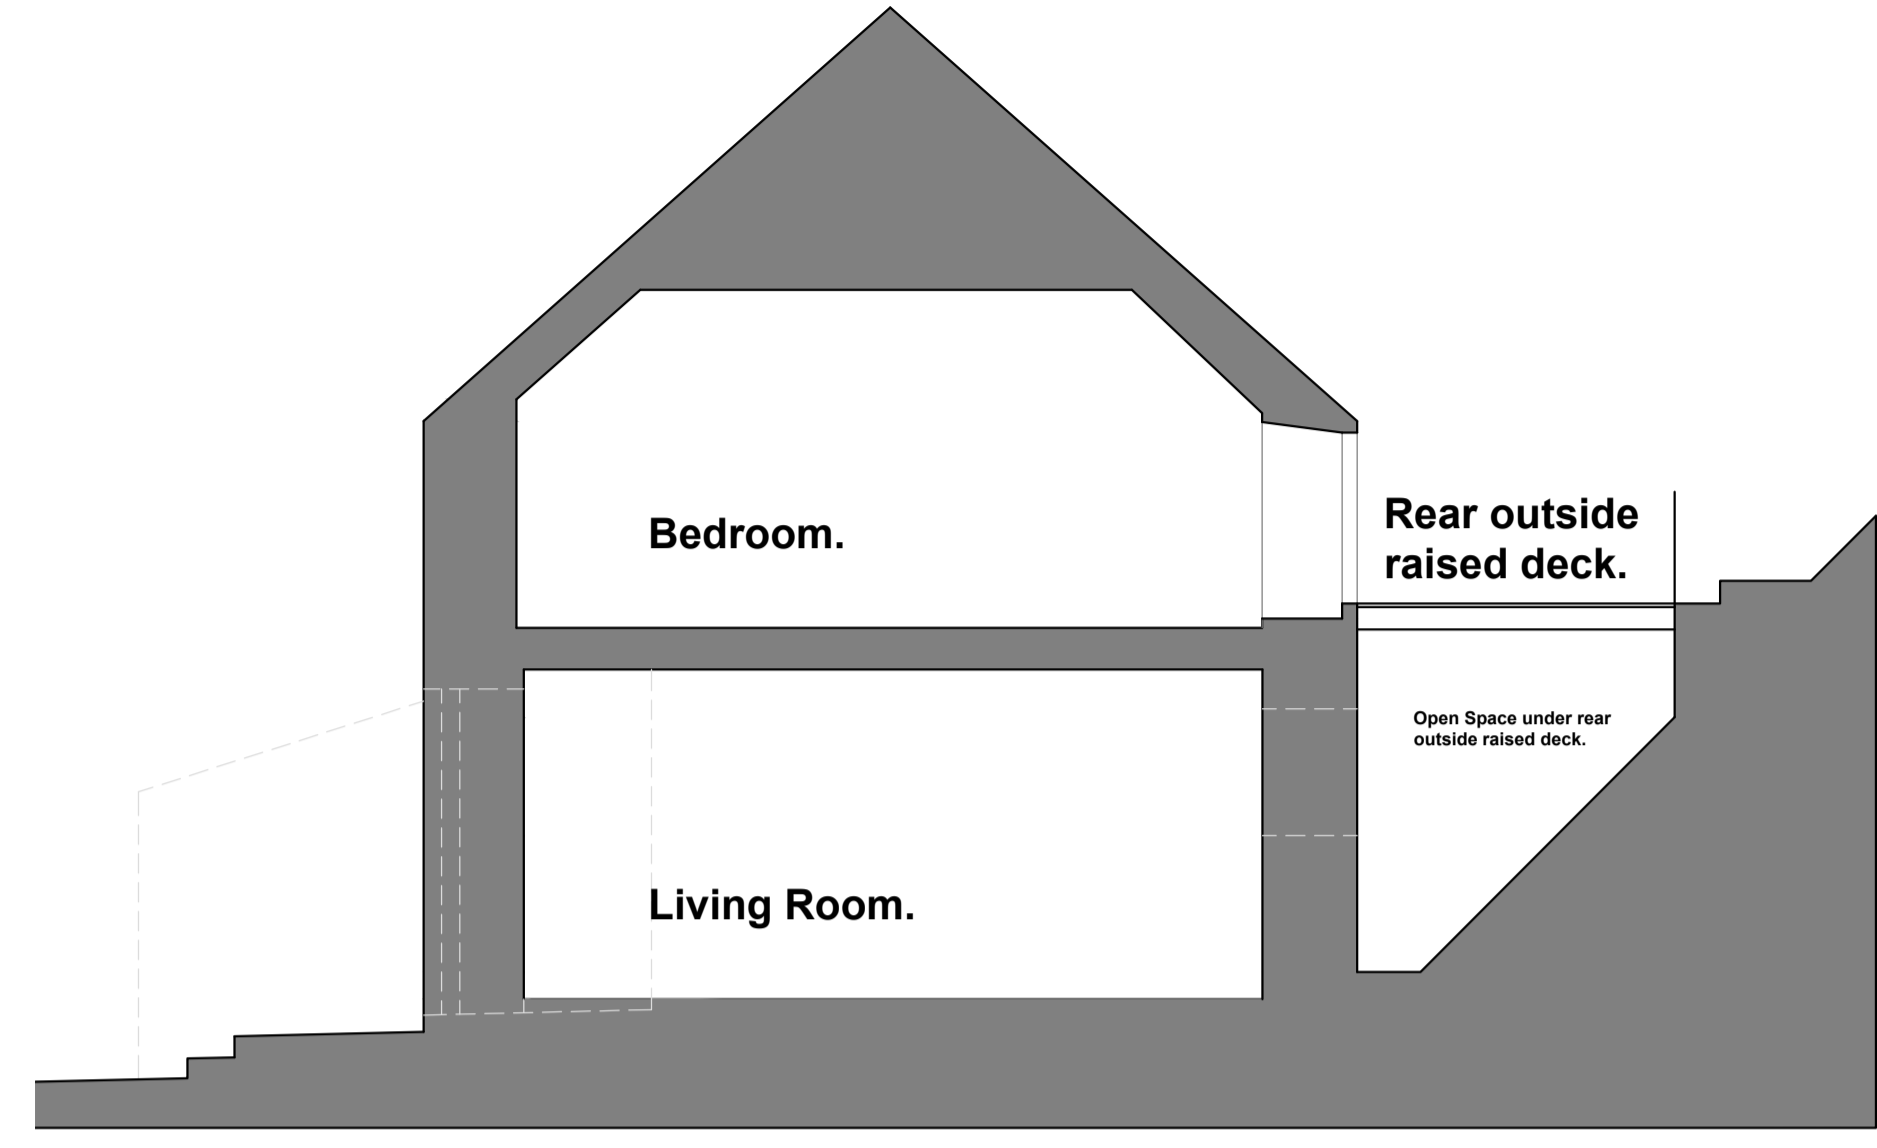 Bedroom.
Rear outside
raised deck.
Open Space under rear
outside raised deck.
Living Room.